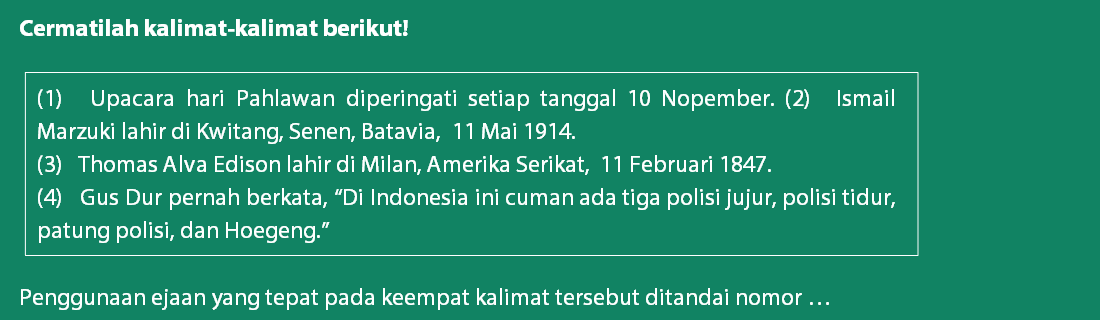 Cermatilah kalimat-kalimat berikut!
(1) Upacara hari Pahlawan diperingati setiap tanggal 10 Nopember. (2) Ismail
Marzuki lahir di Kwitang, Senen, Batavia, 11 Mai 1914.
(3) Thomas Alva Edison lahir di Milan, Amerika Serikat, 11 Februari 1847.
(4) Gus Dur pernah berkata, “Di Indonesia ini cuman ada tiga polisi jujur, polisi tidur,
patung polisi, dan Hoegeng.”
Penggunaan ejaan yang tepat pada keempat kalimat tersebut ditandai nomor …